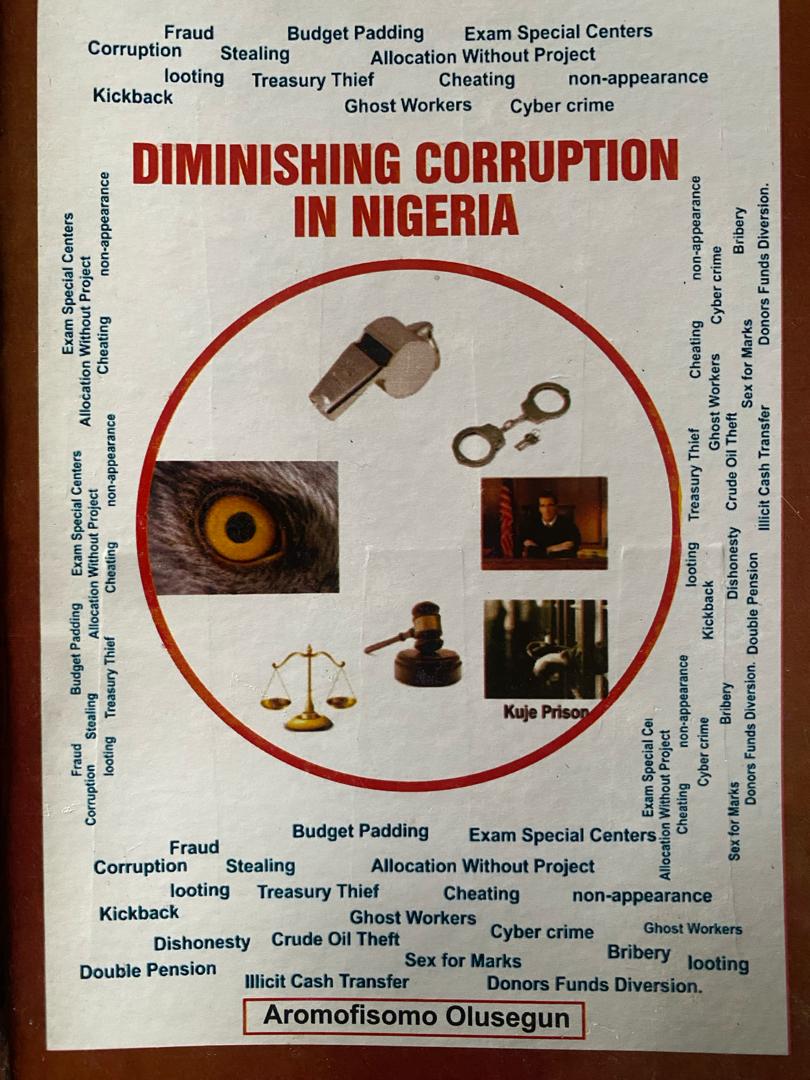 Fraud Budget Padding Exam Special Centers
Corruption Stealing Allocation Without Project
looting Treasury Thief Cheating non-appearance
Kickback Ghost Workers Cyber crime
DIMINISHING CORRUPTION
IN NIGERIA
Exam Special Centers
Allocation Without Project
Cheating non-appearance
Budget Padding Exam Special Centers
Allocation Without Project
Cheating non-appearance
Fraud
Corruption Stealing
looting Treasury Thief
Kuje Prison
looting Treasury Thief Cheating non-appearance
Kickback Ghost Workers Cyber crime
Dishonesty Crude Oil Theft Bribery
Double Pension Sex for Marks
Illicit Cash Transfer Donors Funds Diversion.
Exam Special Cei
Allocation Without Project
Cheating non-appearance
Cyber crime
Bribery
Sex for Marks
Donors Funds Diversion.
Budget Padding Exam Special Centers
Fraud
Corruption Stealing Allocation Without Project
looting Treasury Thief Cheating non-appearance
Kickback Ghost Workers Cyber crime Ghost Workers
Dishonesty Crude Oil Theft Sex for Marks Bribery looting
Double Pension Illicit Cash Transfer Donors Funds Diversion.
Aromofisomo Olusegun